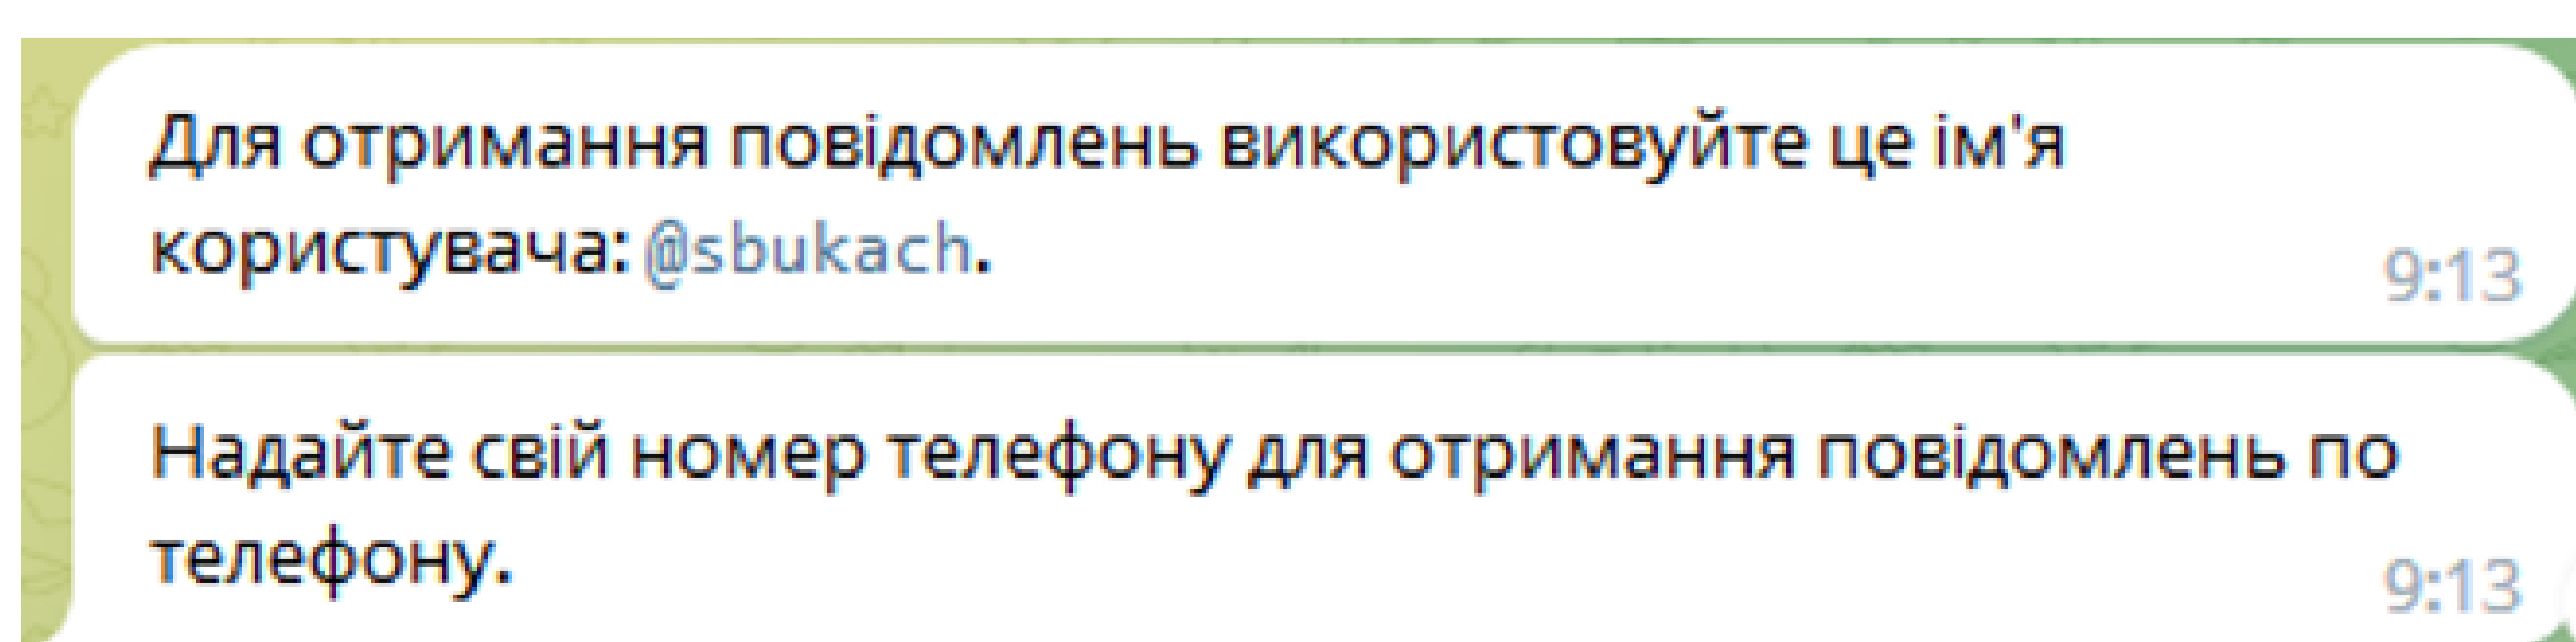 Для отримання повідомлень використовуйте це ім'я
користувача: @sbukach.
9:13
Надайте свій номер телефону для отримання повідомлень по
телефону.
9:13